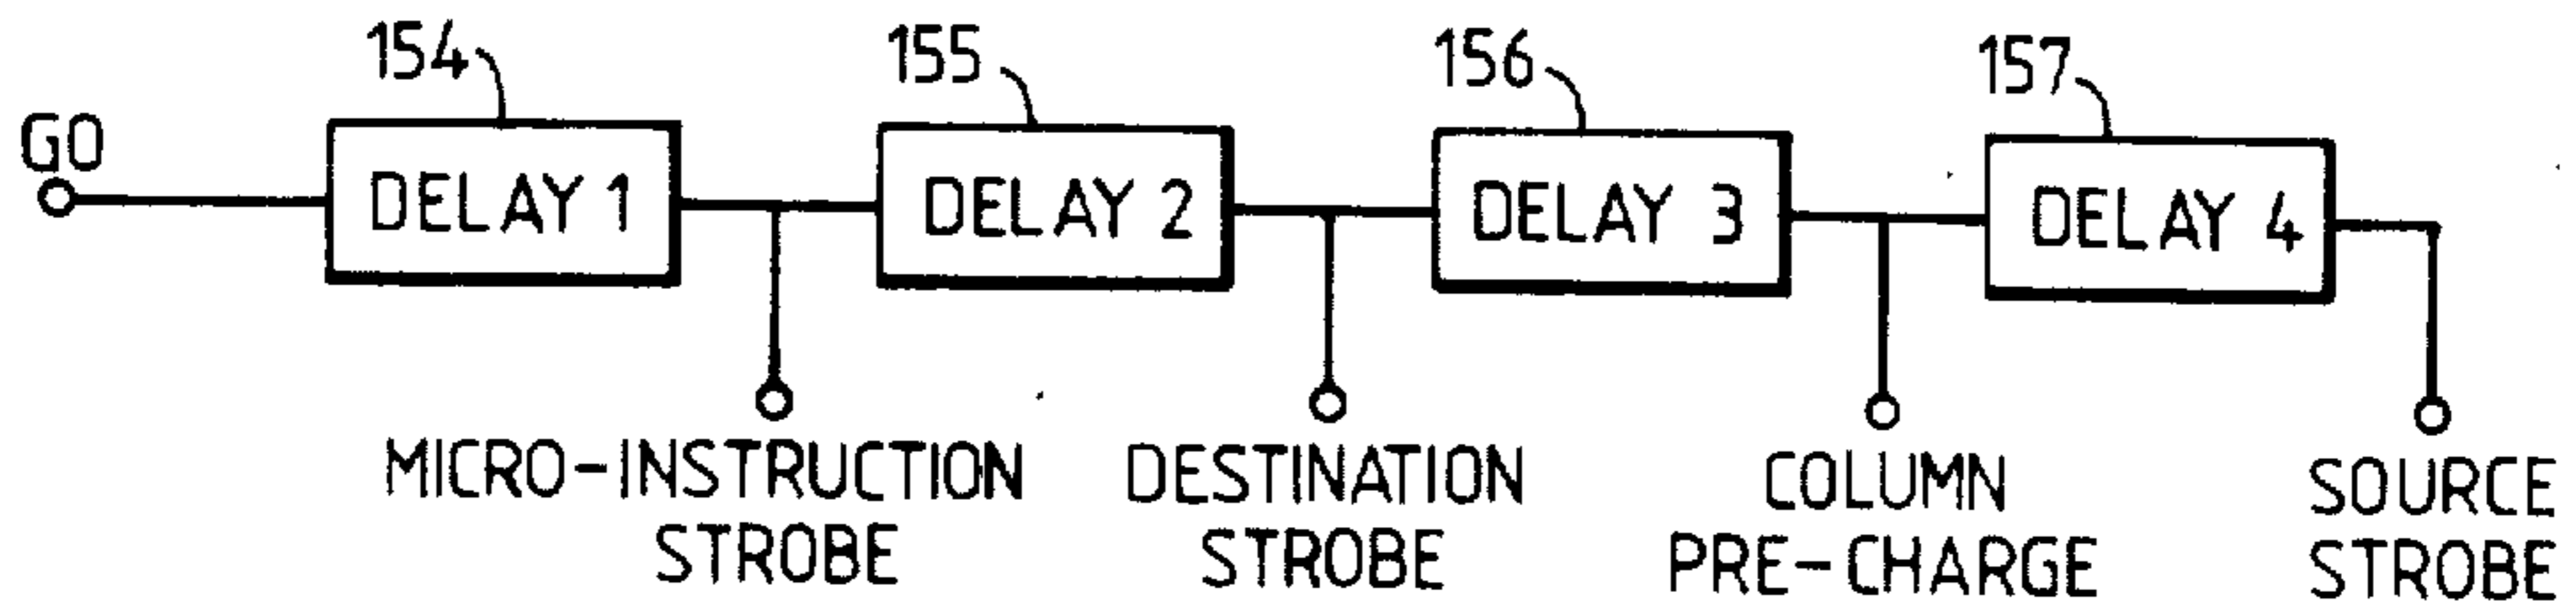 154
155
156
157
GO
DELAY 1
DELAY 2
DELAY 3
DELAY 4
MICRO-INSTRUCTION
STROBE
DESTINATION
STROBE
COLUMN
PRE-CHARGE
SOURCE
STROBE